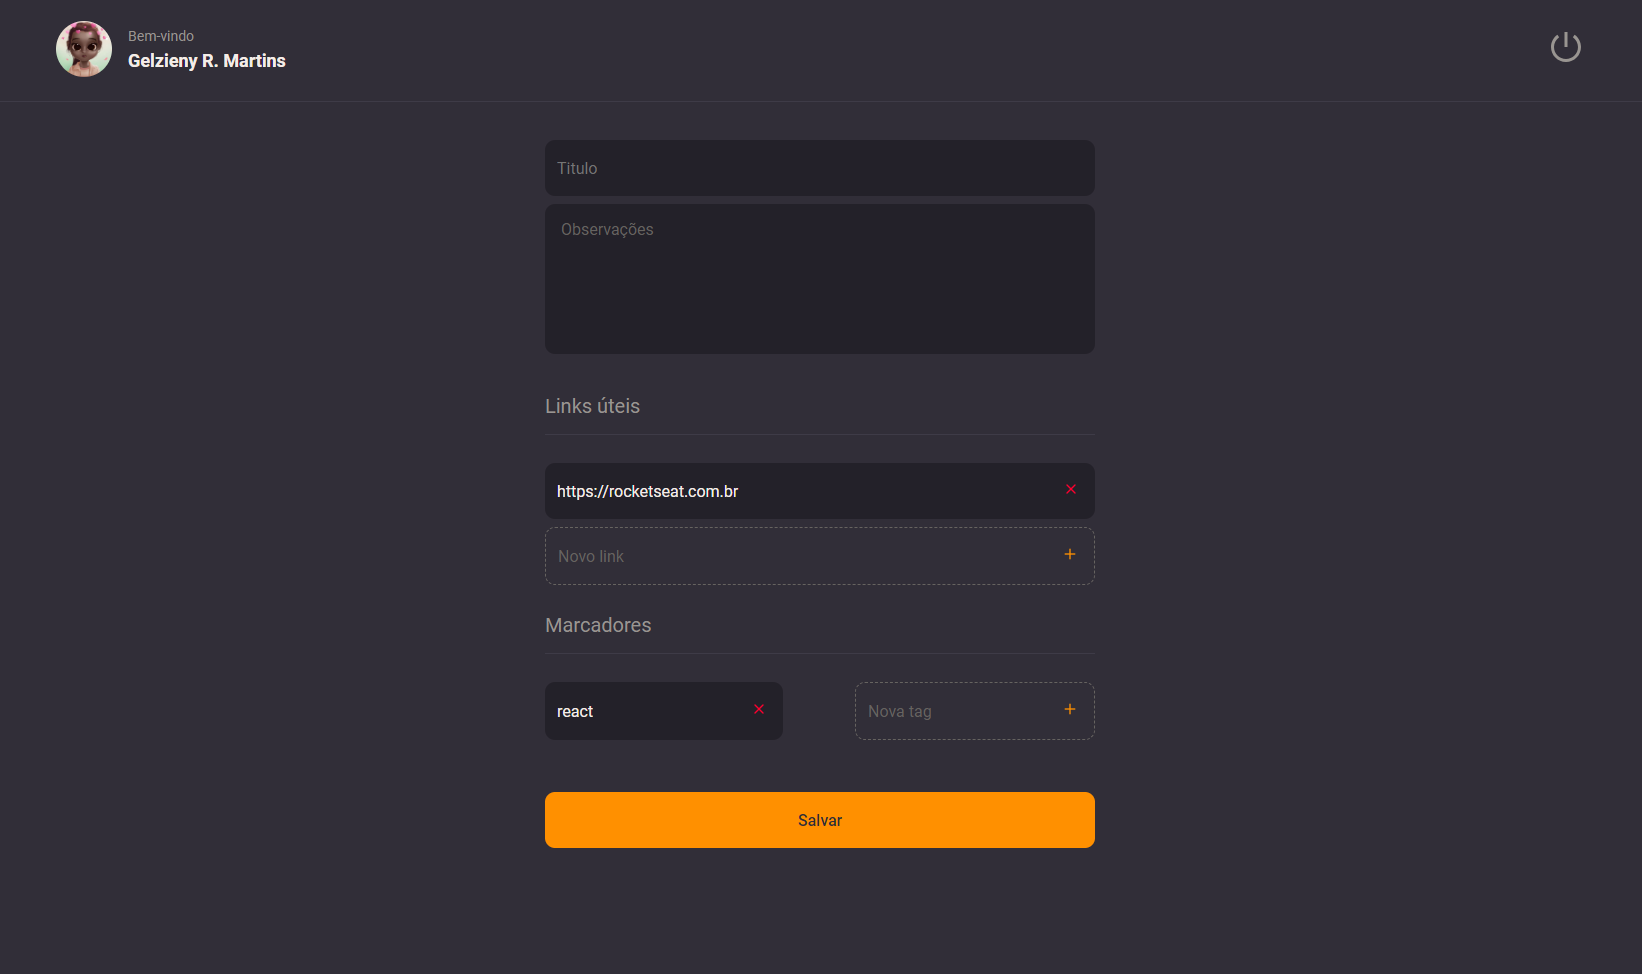 Bem-vindo
Gelzieny R. Martins
Titulo
Observações
Links úteis
https://rocketseat.com.br
Novo link
Marcadores
react
Nova tag
Salvar